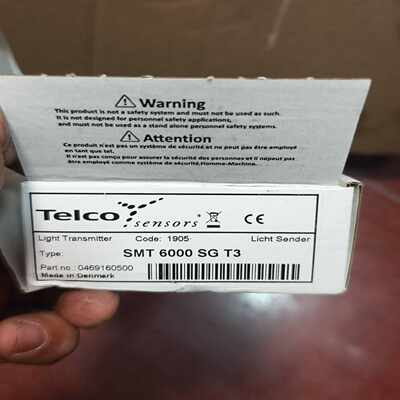 Warning
This product is not a safety system and must not be used as such.
It is not designed for personnel safety applications,
and must not be used as a stand alone personnel safety system.
Attention
Ce produit n'est pas un système de sécurité et ne peut pas être employé
en tant tel.
Il n'est pas conçu pour assurer la sécurité des personnes et ne peut pas
être employé comme système de sécurité Homme-Machine.
Telco sensors CE
Light Transmitter Code: 1905 Licht Sender
Type: SMT 6000 SG T3
Part no.: 0469160500
Made in Denmark